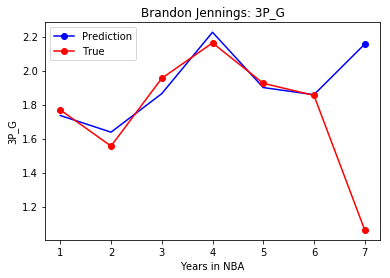 Brandon Jennings: 3P_G
Prediction
True
2.2
2.0
1.8
1.6
1.4
1.2
3P_G
1 2 3 4 5 6 7
Years in NBA